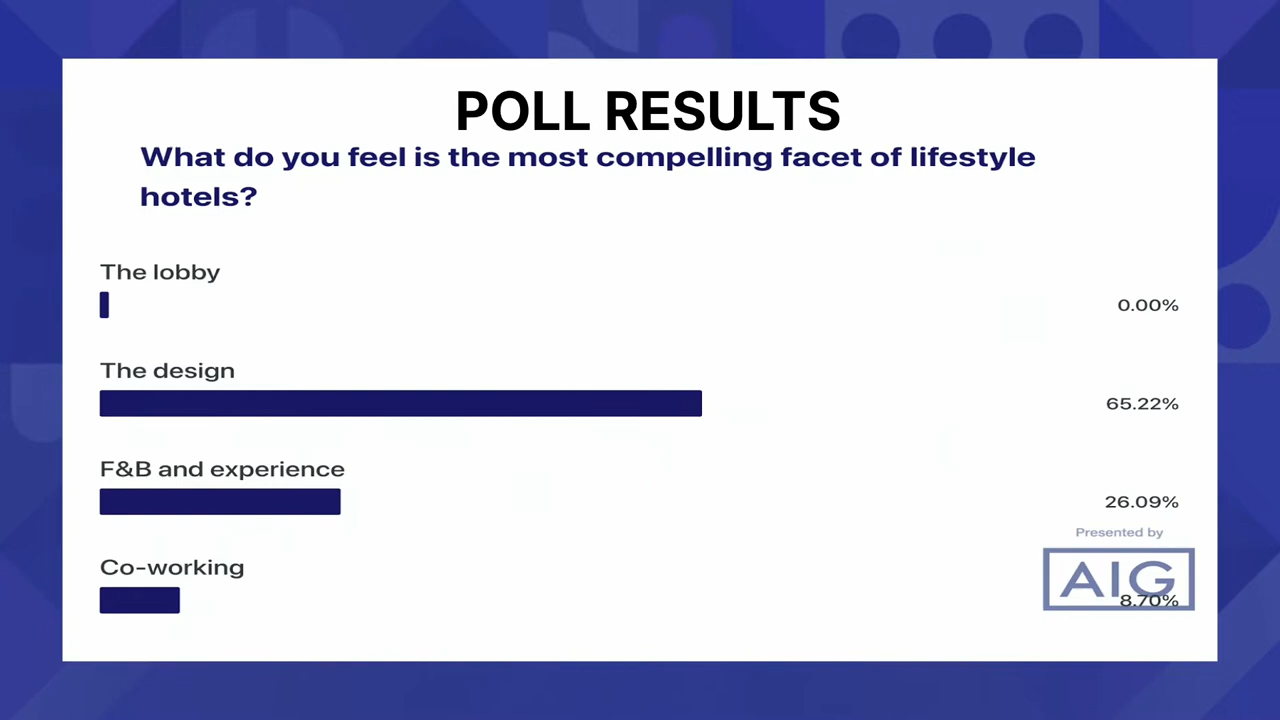 POLL RESULTS
What do you feel is the most compelling facet of lifestyle
hotels?
The lobby
0.00%
The design
65.22%
F&B and experience
26.09%
Presented by
AIG
Co-working
8.70%